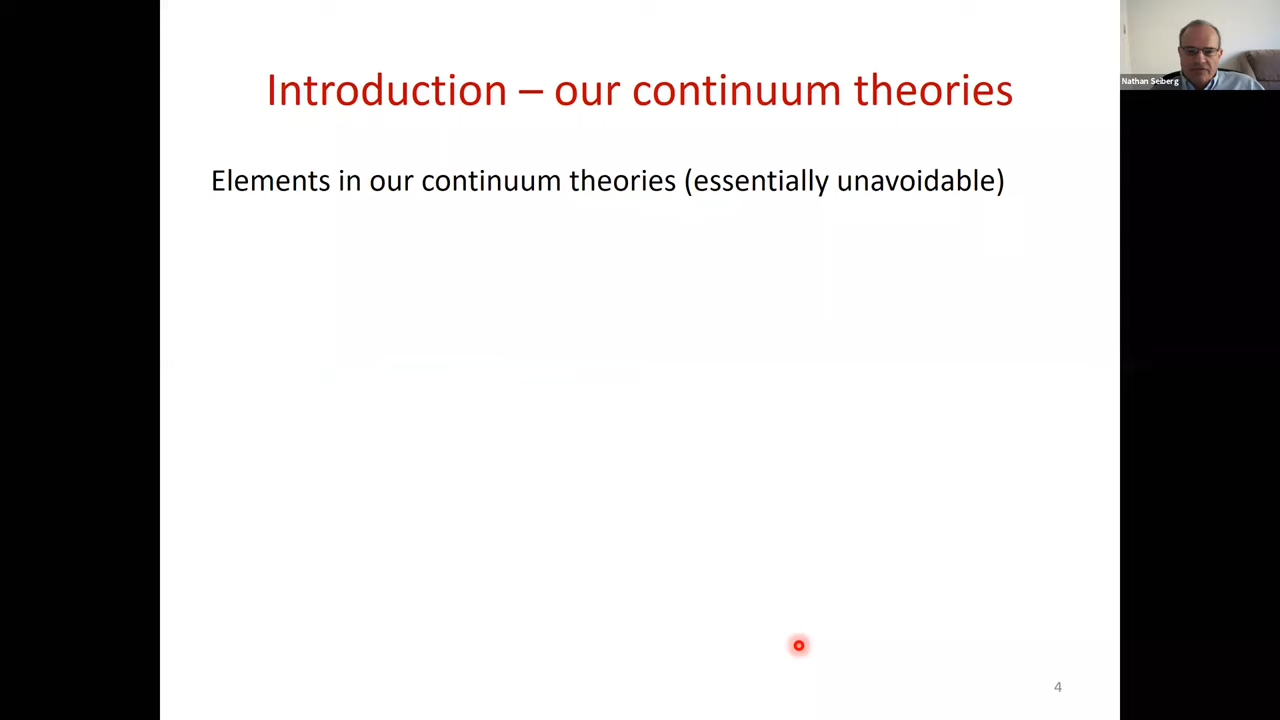 Introduction – our continuum theories
Nathan Seiberg
Elements in our continuum theories (essentially unavoidable)
4